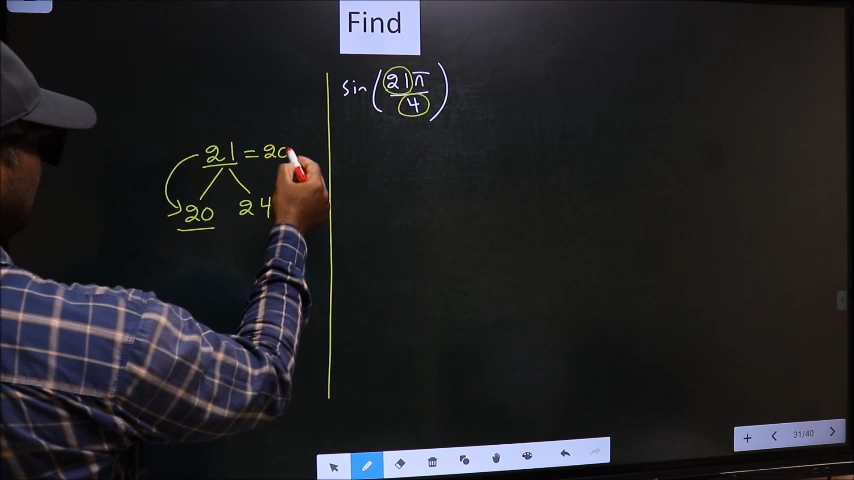 Find
sin(21π/4)
21 = 20
20 24
31/40